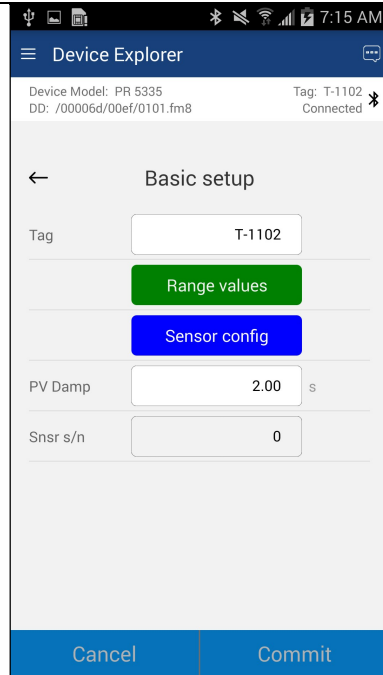 7:15 AM
Device Explorer
Device Model: PR 5335 Tag: T-1102
DD: /00006d/00ef/0101.fm8 Connected
Basic setup
Tag T-1102
Range values
Sensor config
PV Damp 2.00 s
Snsr s/n 0
Cancel Commit